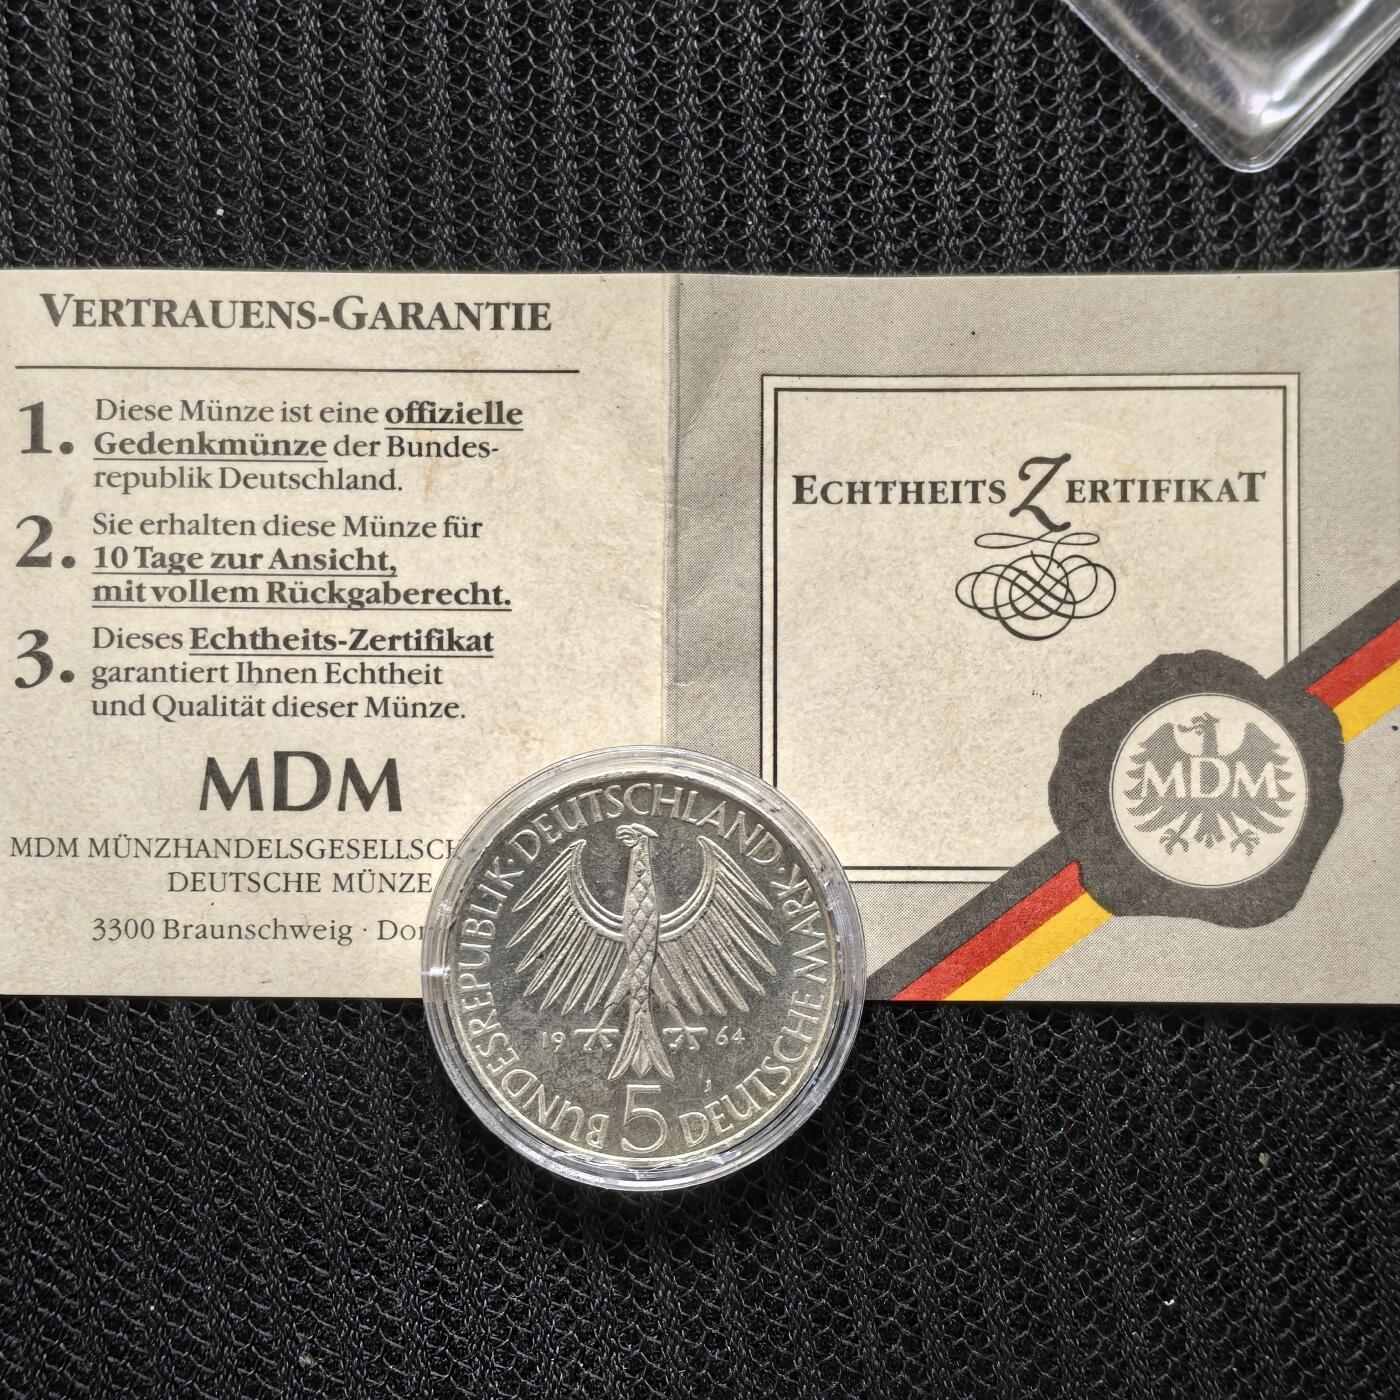 VERTRAUENS-GARANTIE
1. Diese Münze ist eine offizielle
Gedenkmünze der Bundes-
republik Deutschland.
2. Sie erhalten diese Münze für
10 Tage zur Ansicht,
mit vollem Rückgaberecht.
3. Dieses Echtheits-Zertifikat
garantiert Ihnen Echtheit
und Qualität dieser Münze.
MDM
MDM MÜNZHANDELSGESELLSCH
DEUTSCHE MÜNZE
3300 Braunschweig ·
ECHTHEITS ZERTIFIKAT
MDM
BUNDESREPUBLIK · DEUTSCHLAND ·
5 DEUTSCHE MARK
19 64
J